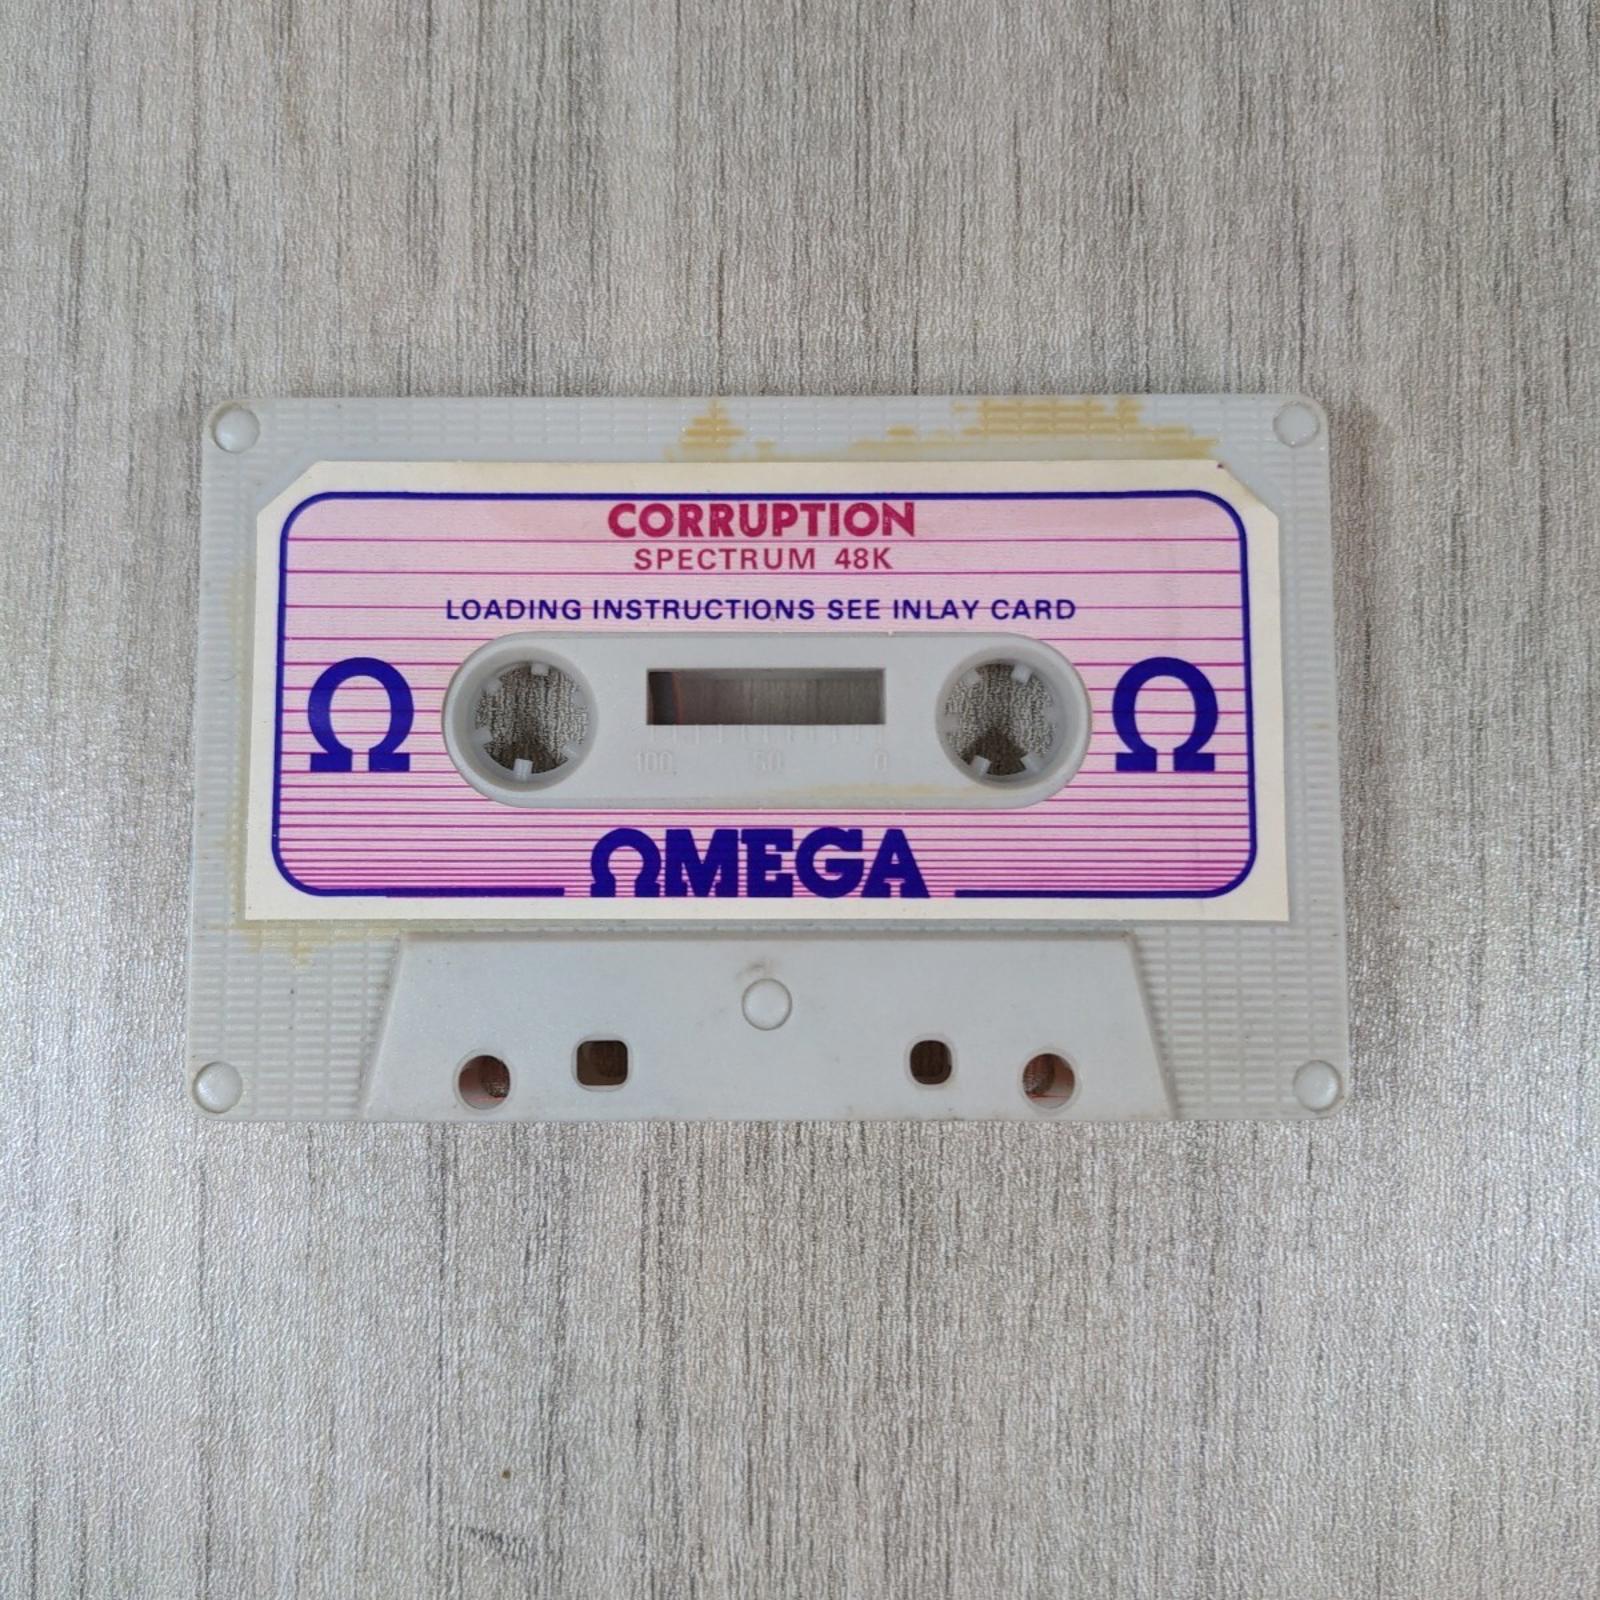 CORRUPTION
SPECTRUM 48K
LOADING INSTRUCTIONS SEE INLAY CARD
Ω Ω
100 50 0
ΩMEGA